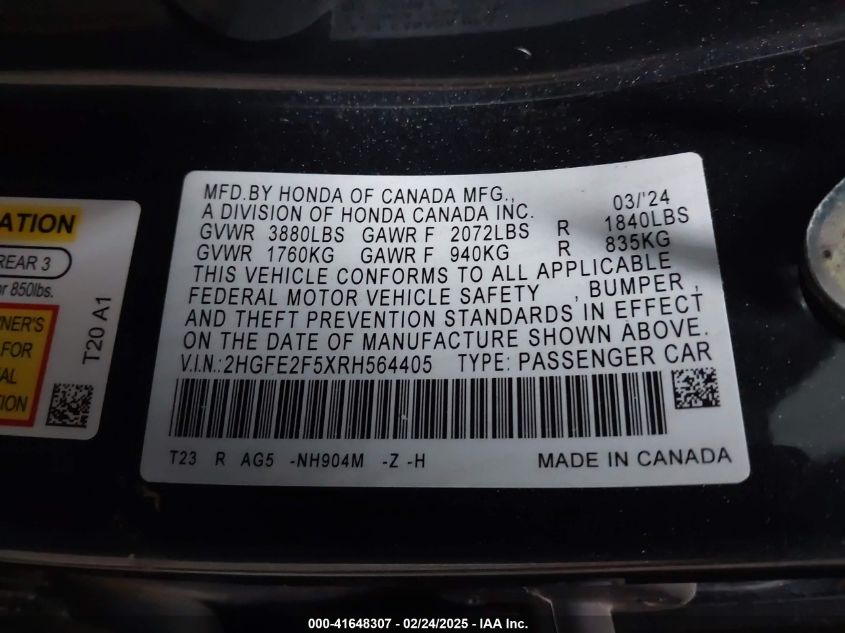 MFD.BY HONDA OF CANADA MFG., 03/'24
A DIVISION OF HONDA CANADA INC.
GVWR 3880LBS GAWR F 2072LBS R 1840LBS
GVWR 1760KG GAWR F 940KG R 835KG
THIS VEHICLE CONFORMS TO ALL APPLICABLE
FEDERAL MOTOR VEHICLE SAFETY , BUMPER ,
AND THEFT PREVENTION STANDARDS IN EFFECT
ON THE DATE OF MANUFACTURE SHOWN ABOVE.
V.I.N.:2HGFE2F5XRH564405 TYPE: PASSENGER CAR
T23 R AG5 -NH904M -Z -H MADE IN CANADA
REAR 3
850lbs.
FOR
T20 A1
000-41648307 - 02/24/2025 - IAA Inc.